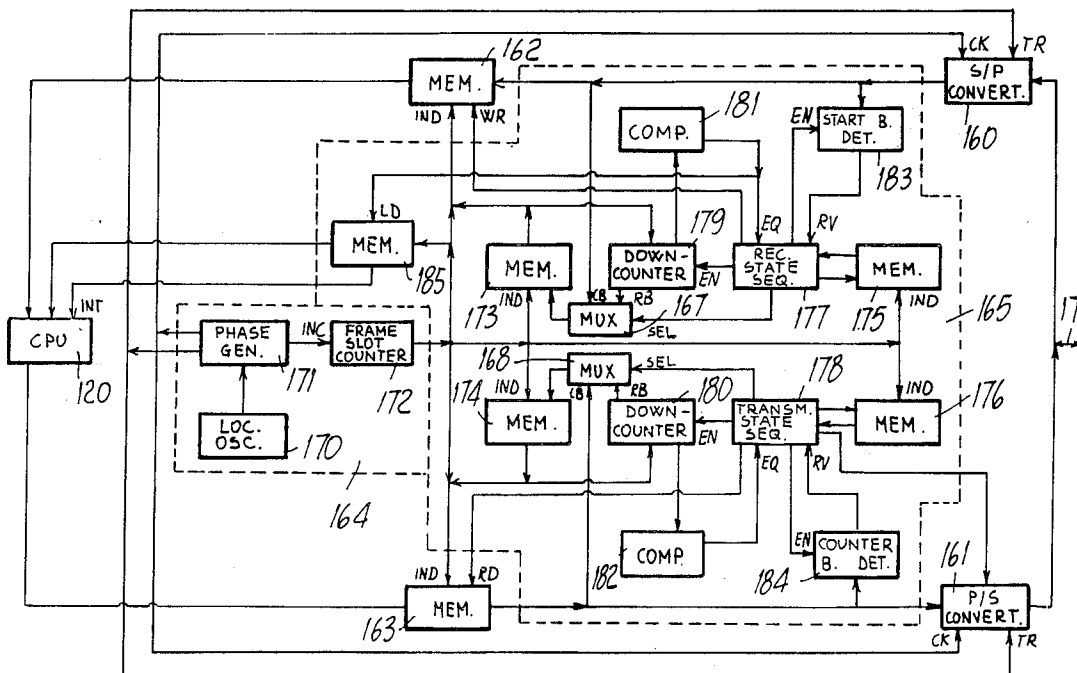 CK
TR
162
MEM.
S/P
CONVERT.
160
IND
WR
181
COMP.
EN
START B.
DET.
183
LD
MEM.
185
179
EQ
RV
MEM.
173
IND
DOWN-
COUNTER
EN
REC.
STATE
SEQ.
177
MEM.
175
IND
CB
RB
167
MUX
SEL
165
INT
CPU
120
PHASE
GEN.
171
INC
FRAME
SLOT
COUNTER
172
168
MUX
SEL
178
IND
CB
RB
180
IND
174
MEM.
DOWN-
COUNTER
EN
TRANSM.
STATE
SEQ.
MEM.
176
LOC.
OSC.
170
EQ
RV
164
IND
RD
COMP.
182
EN
COUNTER
B. DET.
184
161
MEM.
163
P/S
CONVERT.
CK
TR